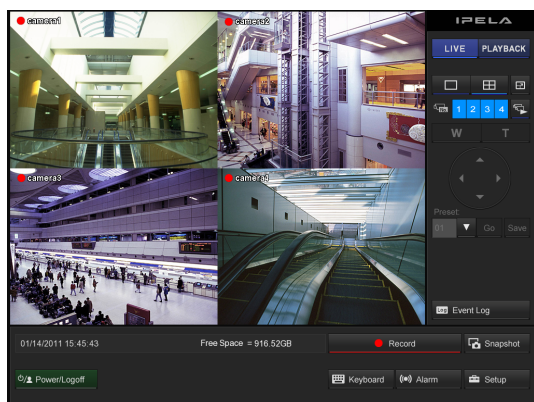 camera1
camera2
IPELA
LIVE PLAYBACK
1 2 3 4
W T
camera3
camera4
Preset:
01 Go Save
Log Event Log
01/14/2011 15:45:43 Free Space = 916.52GB Record Snapshot
Power/Logoff Keyboard Alarm Setup